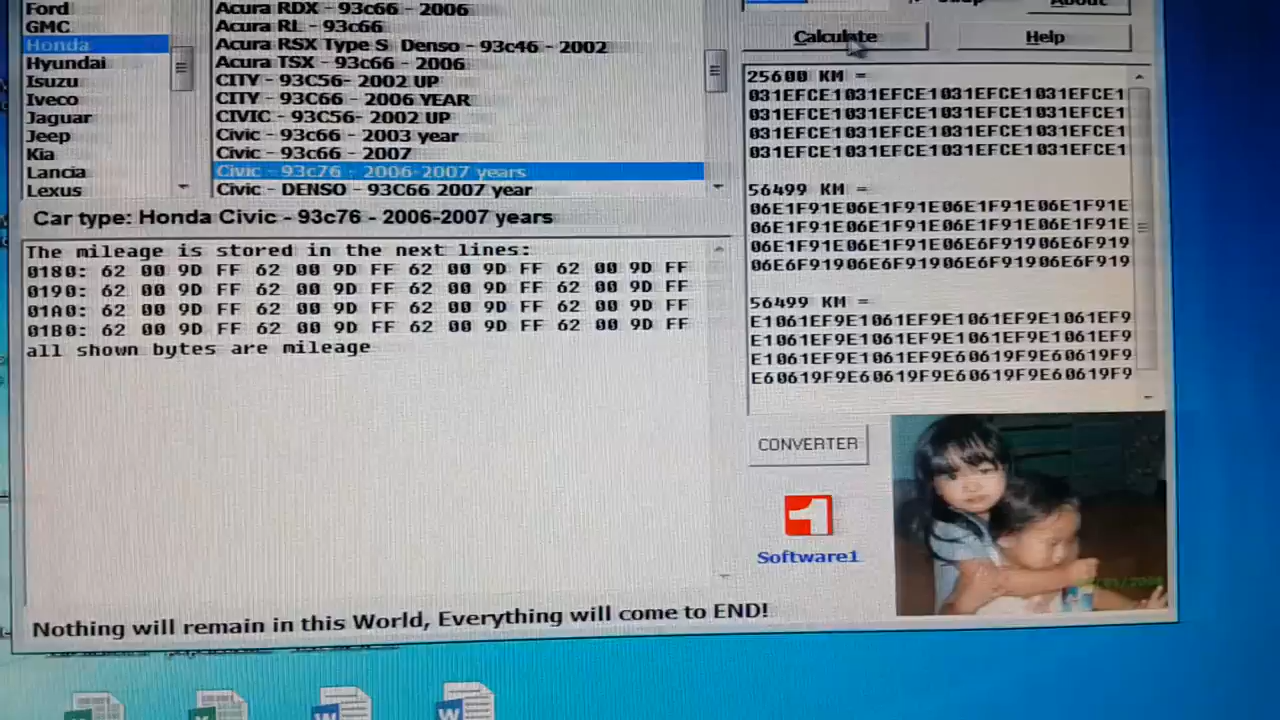 Ford
GMC
Honda
Hyundai
Isuzu
Iveco
Jaguar
Jeep
Kia
Lancia
Lexus
Acura RDX - 93c66 - 2006
Acura RL - 93c66
Acura RSX Type S Denso - 93c46 - 2002
Acura TSX - 93c66 - 2006
CITY - 93C56- 2002 UP
CITY - 93C66 - 2006 YEAR
CIVIC - 93C56- 2002 UP
Civic - 93c66 - 2003 year
Civic - 93c66 - 2007
Civic - 93c76 - 2006-2007 years
Civic - DENSO - 93C66 2007 year
About
Calculate
Help
25600 KM =
031EFCE1031EFCE1031EFCE1031EFCE1
031EFCE1031EFCE1031EFCE1031EFCE1
031EFCE1031EFCE1031EFCE1031EFCE1
031EFCE1031EFCE1031EFCE1031EFCE1
56499 KM =
06E1F91E06E1F91E06E1F91E06E1F91E
06E1F91E06E1F91E06E1F91E06E1F91E
06E1F91E06E1F91E06E6F91906E6F919
06E6F91906E6F91906E6F91906E6F919
56499 KM =
E1061EF9E1061EF9E1061EF9E1061EF9
E1061EF9E1061EF9E1061EF9E1061EF9
E1061EF9E1061EF9E60619F9E60619F9
E60619F9E60619F9E60619F9E60619F9
Car type: Honda Civic - 93c76 - 2006-2007 years
The mileage is stored in the next lines:
0180: 62 00 9D FF 62 00 9D FF 62 00 9D FF 62 00 9D FF
0190: 62 00 9D FF 62 00 9D FF 62 00 9D FF 62 00 9D FF
01A0: 62 00 9D FF 62 00 9D FF 62 00 9D FF 62 00 9D FF
01B0: 62 00 9D FF 62 00 9D FF 62 00 9D FF 62 00 9D FF
all shown bytes are mileage
CONVERTER
1
Software1
Nothing will remain in this World, Everything will come to END!
W
W